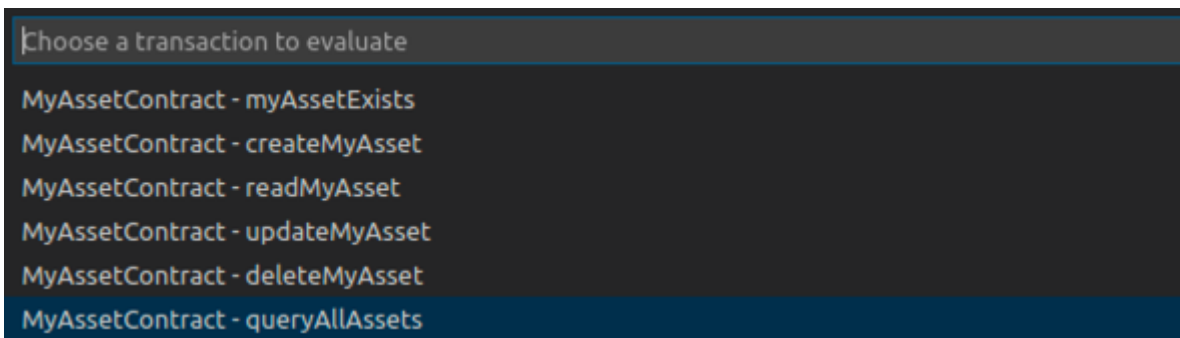 Choose a transaction to evaluate
MyAssetContract - myAssetExists
MyAssetContract - createMyAsset
MyAssetContract - readMyAsset
MyAssetContract - updateMyAsset
MyAssetContract - deleteMyAsset
MyAssetContract - queryAllAssets